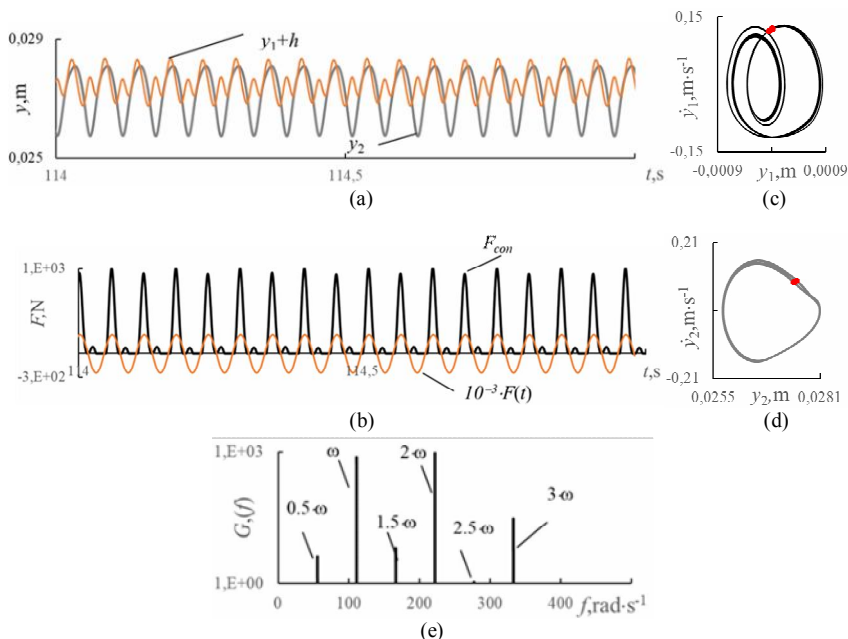 0,029
y₁+h
y,m
y₂
0,025
114
114,5
t,s
(a)
0,15
ẏ₁,m·s⁻¹
-0,15
-0,0009
y₁,m
0,0009
(c)
1,E+03
F,N
F_con
-3,E+02
114
114,5
t,s
10⁻³·F(t)
(b)
0,21
ẏ₂,m·s⁻¹
-0,21
0,0255
y₂,m
0,0281
(d)
1,E+03
G,(f)
1,E+00
0.5·ω
ω
1.5·ω
2·ω
2.5·ω
3·ω
0
100
200
300
400
f,rad·s⁻¹
(e)